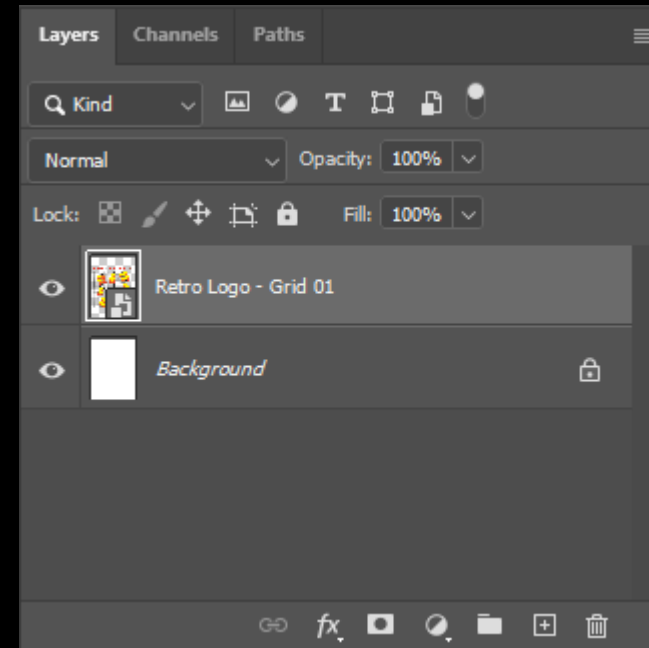 Layers Channels Paths
Kind
Normal Opacity: 100%
Lock: Fill: 100%
Retro Logo - Grid 01
Background